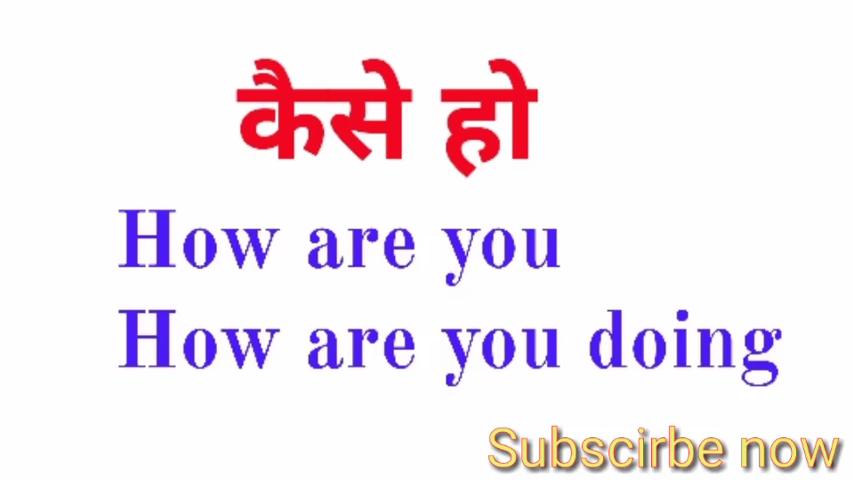 कैसे हो
How are you
How are you doing
Subscirbe now